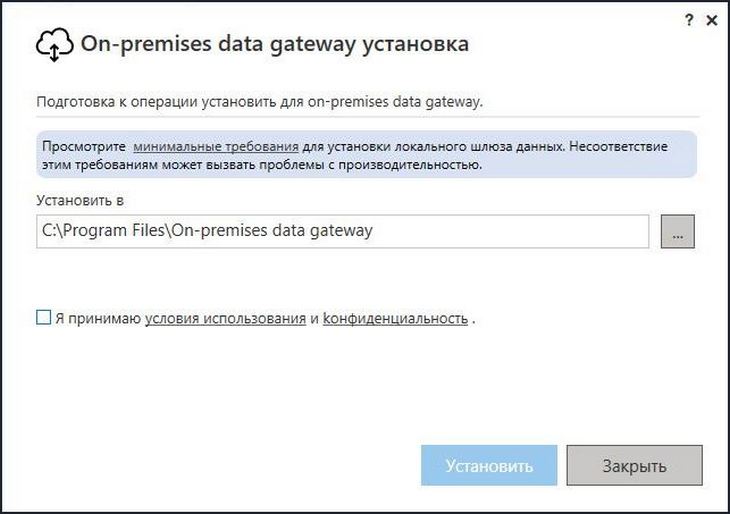 ? ×
On-premises data gateway установка
Подготовка к операции установить для on-premises data gateway.
Просмотрите минимальные требования для установки локального шлюза данных. Несоответствие
этим требованиям может вызвать проблемы с производительностью.
Установить в
C:\Program Files\On-premises data gateway
...
Я принимаю условия использования и kонфиденциальность .
Установить Закрыть